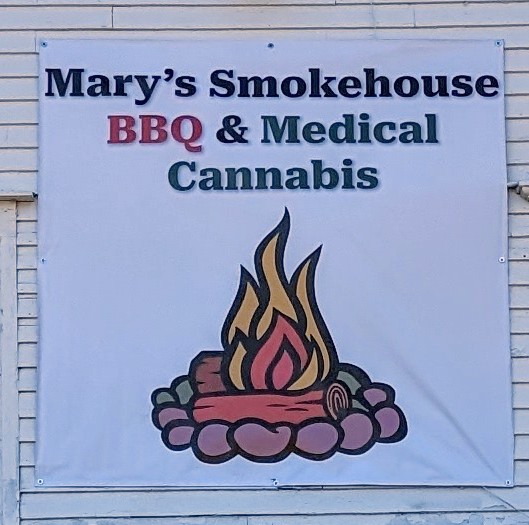 Mary's Smokehouse
BBQ & Medical
Cannabis